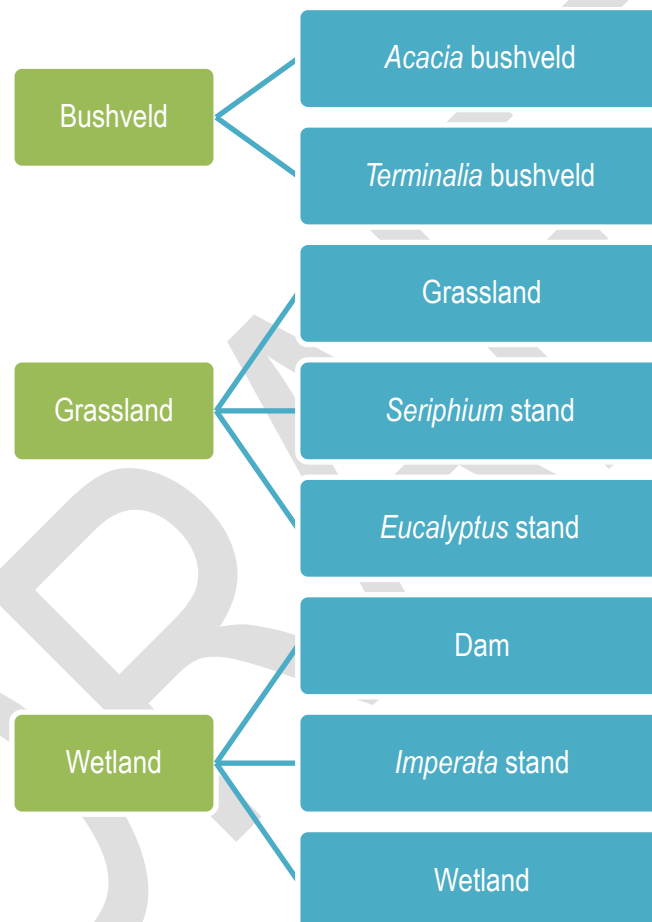 Bushveld
Acacia bushveld
Terminalia bushveld
Grassland
Grassland
Seriphium stand
Eucalyptus stand
Wetland
Dam
Imperata stand
Wetland